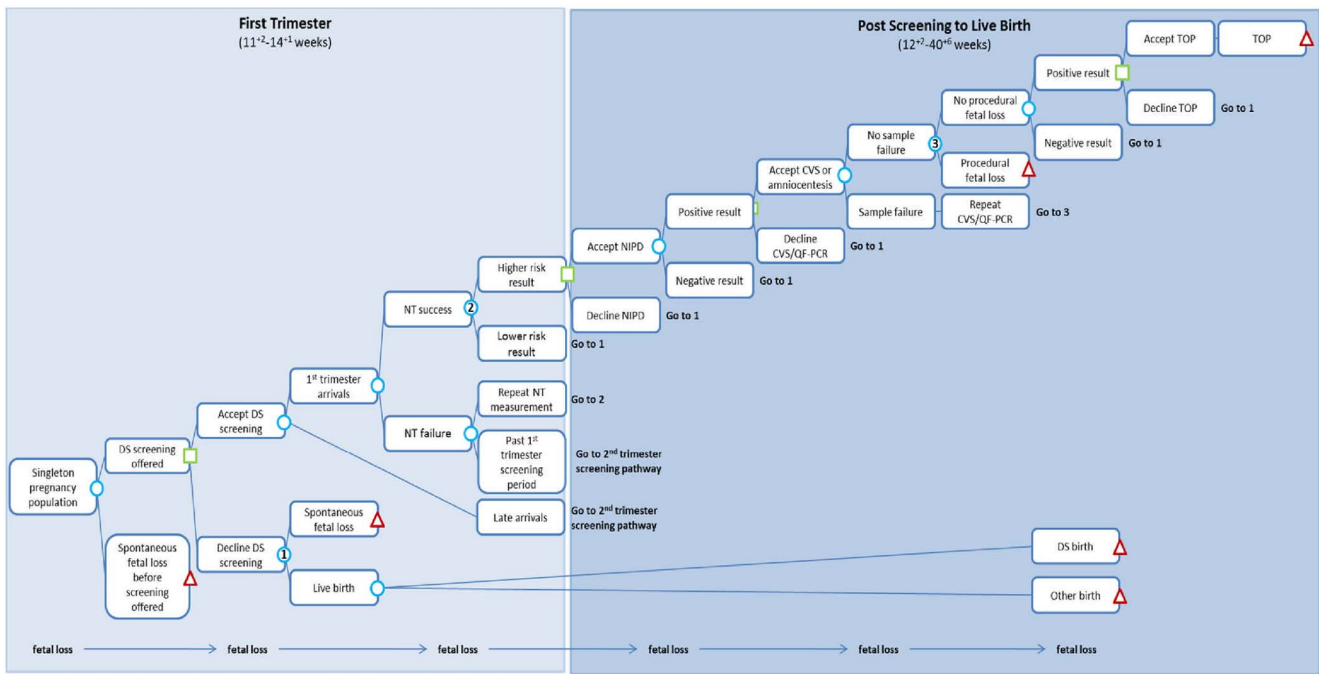 First Trimester
(11⁺²-14⁺¹ weeks)
Post Screening to Live Birth
(12⁺²-40⁺⁶ weeks)
Singleton
pregnancy
population
DS screening
offered
Spontaneous
fetal loss
before
screening
offered
Accept DS
screening
Decline DS
screening
1
1ˢᵗ trimester
arrivals
Spontaneous
fetal loss
Live birth
NT success
2
NT failure
Higher risk
result
Lower risk
result
Go to 1
Repeat NT
measurement
Go to 2
Past 1ˢᵗ
trimester
screening
period
Go to 2ⁿᵈ trimester
screening pathway
Late arrivals
Go to 2ⁿᵈ trimester
screening pathway
Accept NIPD
Decline NIPD
Go to 1
Positive result
Negative result
Go to 1
Accept CVS or
amniocentesis
Decline
CVS/QF-PCR
Go to 1
No sample
failure
3
Sample failure
Repeat
CVS/QF-PCR
Go to 3
No procedural
fetal loss
Procedural
fetal loss
Positive result
Negative result
Go to 1
Accept TOP
TOP
Decline TOP
Go to 1
DS birth
Other birth
fetal loss
fetal loss
fetal loss
fetal loss
fetal loss
fetal loss